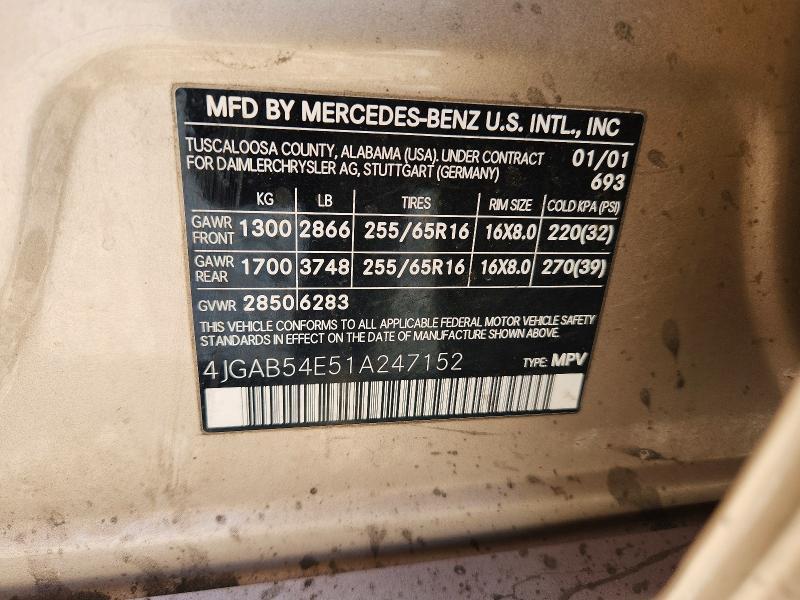 MFD BY MERCEDES-BENZ U.S. INTL., INC
TUSCALOOSA COUNTY, ALABAMA (USA). UNDER CONTRACT 01/01
FOR DAIMLERCHRYSLER AG, STUTTGART (GERMANY) 693
KG LB TIRES RIM SIZE COLD KPA (PSI)
GAWR FRONT 1300 2866 255/65R16 16X8.0 220(32)
GAWR REAR 1700 3748 255/65R16 16X8.0 270(39)
GVWR 2850 6283
THIS VEHICLE CONFORMS TO ALL APPLICABLE FEDERAL MOTOR VEHICLE SAFETY
STANDARDS IN EFFECT ON THE DATE OF MANUFACTURE SHOWN ABOVE.
4JGAB54E51A247152 TYPE: MPV